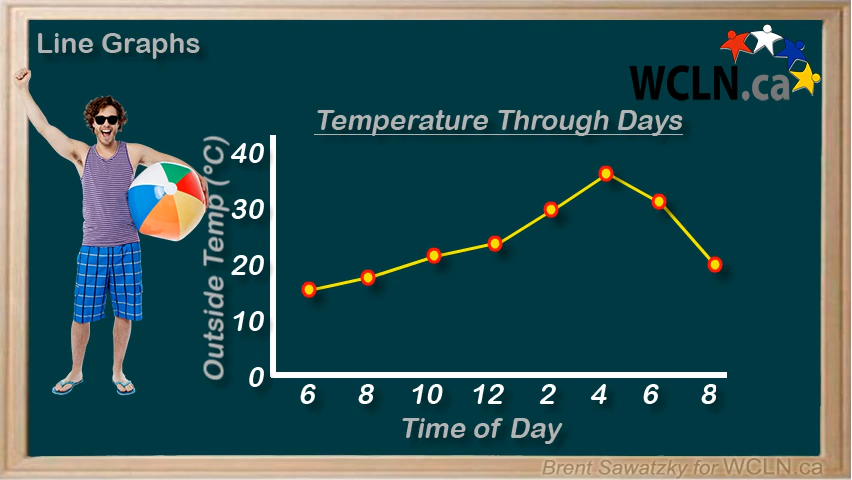 Line Graphs
WCLN.ca
Temperature Through Days
Outside Temp (°C)
40
30
20
10
0
6 8 10 12 2 4 6 8
Time of Day
Brent Sawatzky for WCLN.ca